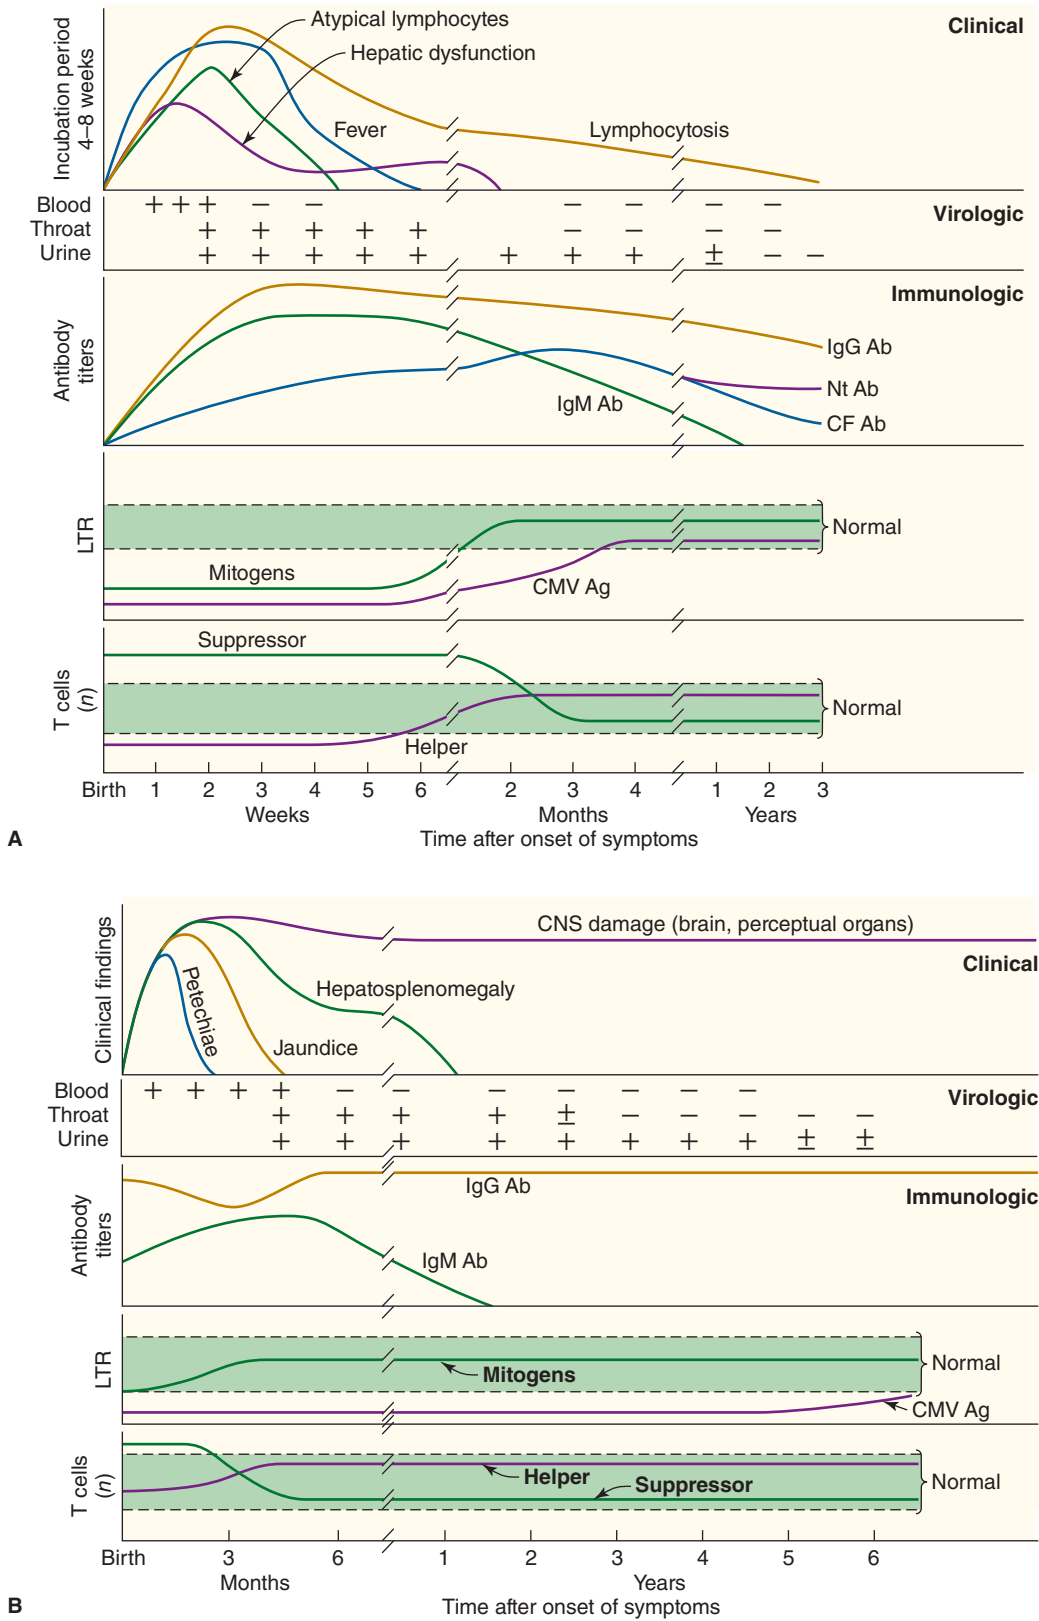 Atypical lymphocytes
Clinical
Hepatic dysfunction
Incubation period
4–8 weeks
Fever
Lymphocytosis
Blood + + + – – – – – –
Virologic
Throat + + + + + – – – –
Urine + + + + + + + + ± – –
Immunologic
Antibody
titers
IgG Ab
Nt Ab
IgM Ab
CF Ab
LTR
Normal
Mitogens
CMV Ag
Suppressor
T cells
(n)
Normal
Helper
Birth 1 2 3 4 5 6 2 3 4 1 2 3
Weeks Months Years
Time after onset of symptoms
A
CNS damage (brain, perceptual organs)
Clinical
Clinical findings
Petechiae
Hepatosplenomegaly
Jaundice
Blood + + + + – – – – – – –
Virologic
Throat + + + + ± – – – – –
Urine + + + + + + + + ± ±
IgG Ab
Immunologic
Antibody
titers
IgM Ab
LTR
Normal
Mitogens
CMV Ag
T cells
(n)
Helper
Suppressor
Normal
Birth 3 6 1 2 3 4 5 6
Months Years
Time after onset of symptoms
B